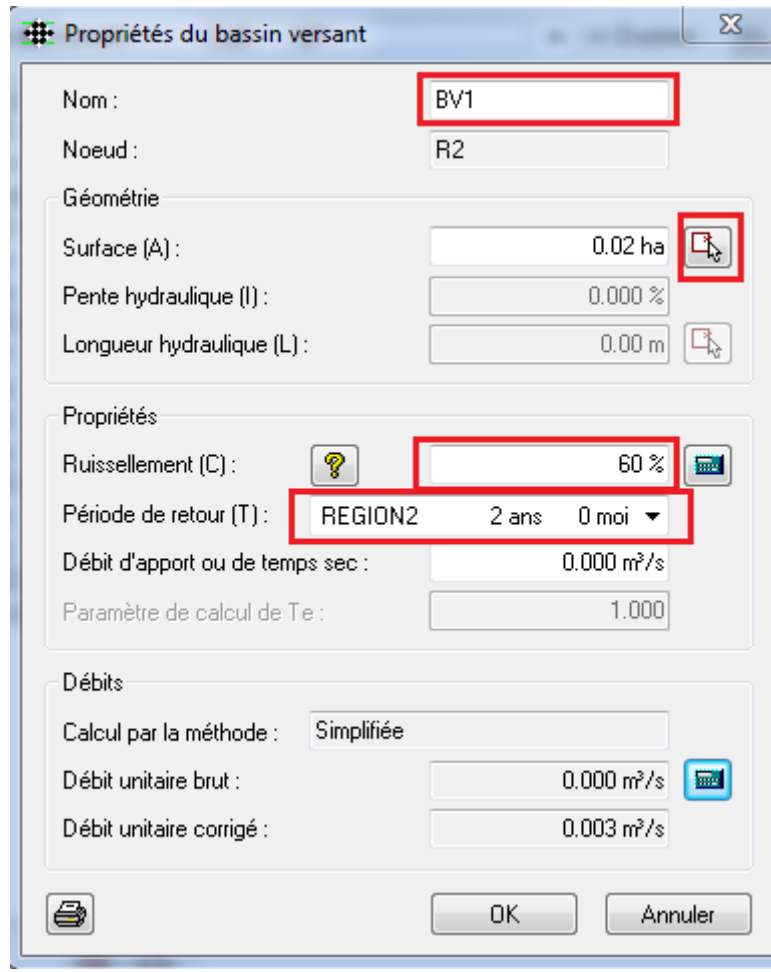 Propriétés du bassin versant
Nom : BV1
Noeud : R2
Géométrie
Surface (A) : 0.02 ha
Pente hydraulique (I) : 0.000 %
Longueur hydraulique (L) : 0.00 m
Propriétés
Ruissellement (C) : ? 60 %
Période de retour (T) : REGION2 2 ans 0 moi
Débit d'apport ou de temps sec : 0.000 m³/s
Paramètre de calcul de Te : 1.000
Débits
Calcul par la méthode : Simplifiée
Débit unitaire brut : 0.000 m³/s
Débit unitaire corrigé : 0.003 m³/s
OK Annuler